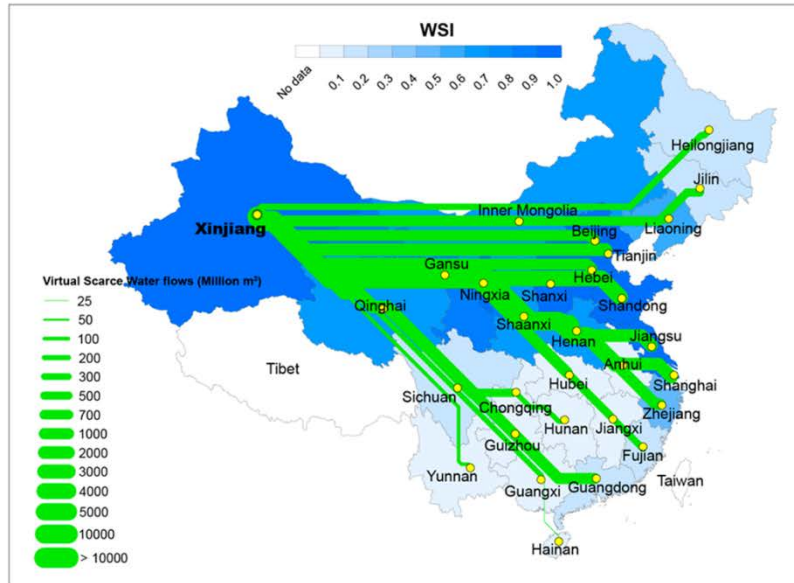 WSI
No data 0.1 0.2 0.3 0.4 0.5 0.6 0.7 0.8 0.9 1.0
Heilongjiang
Jilin
Inner Mongolia
Liaoning
Xinjiang
Beijing
Tianjin
Gansu
Hebei
Virtual Scarce Water flows (Million m³)
25
50
100
200
300
500
700
1000
2000
3000
4000
5000
10000
> 10000
Ningxia
Shanxi
Shandong
Qinghai
Shaanxi
Henan
Jiangsu
Tibet
Anhui
Shanghai
Hubei
Sichuan
Chongqing
Zhejiang
Hunan
Jiangxi
Guizhou
Fujian
Yunnan
Guangxi
Guangdong
Taiwan
Hainan